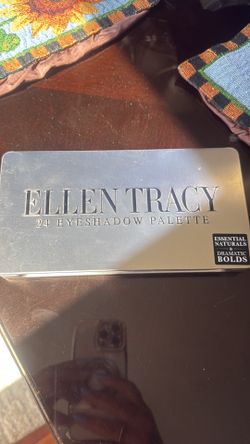 ELLEN TRACY
24 EYESHADOW PALETTE
ESSENTIAL
NATURALS
&
DRAMATIC
BOLDS